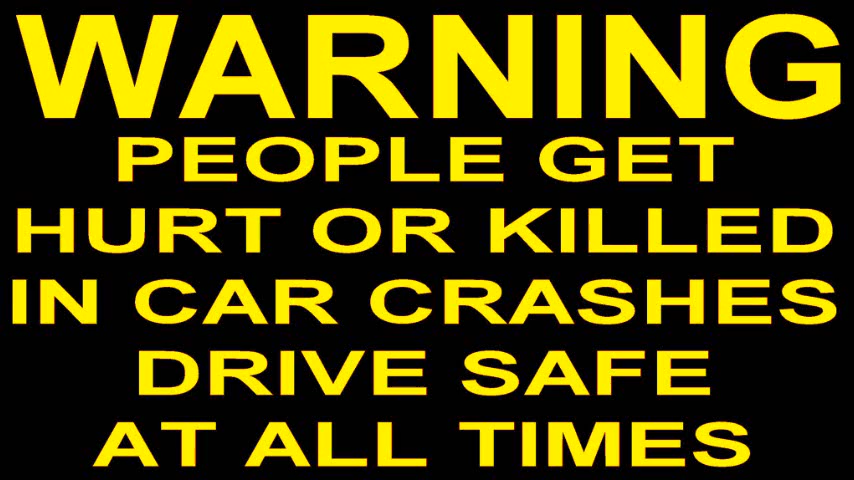 WARNING
PEOPLE GET
HURT OR KILLED
IN CAR CRASHES
DRIVE SAFE
AT ALL TIMES